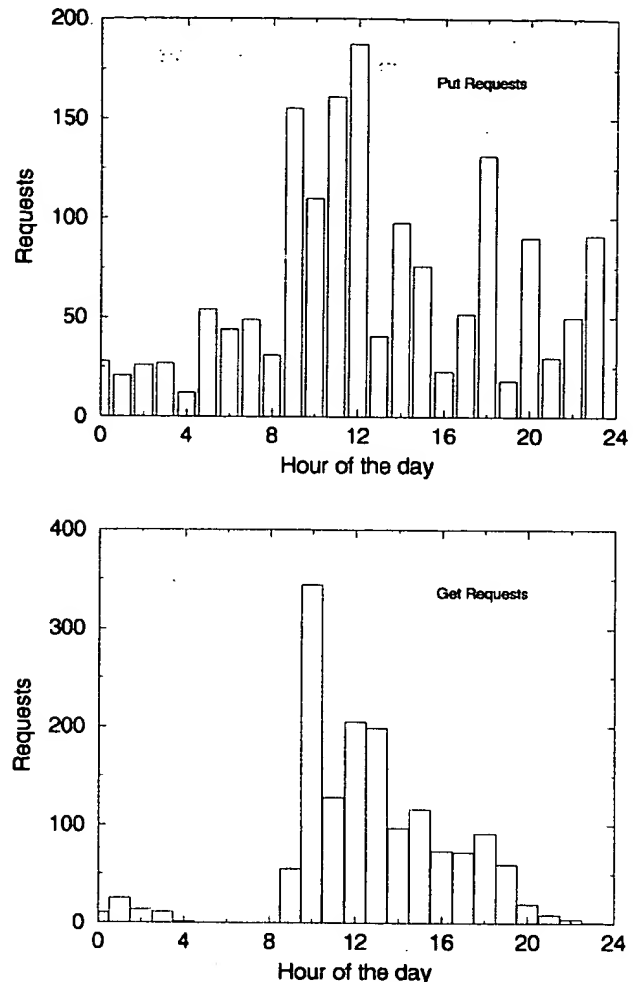 200
Put Requests
150
Requests
100
50
0
0 4 8 12 16 20 24
Hour of the day
400
Get Requests
300
Requests
200
100
0
0 4 8 12 16 20 24
Hour of the day